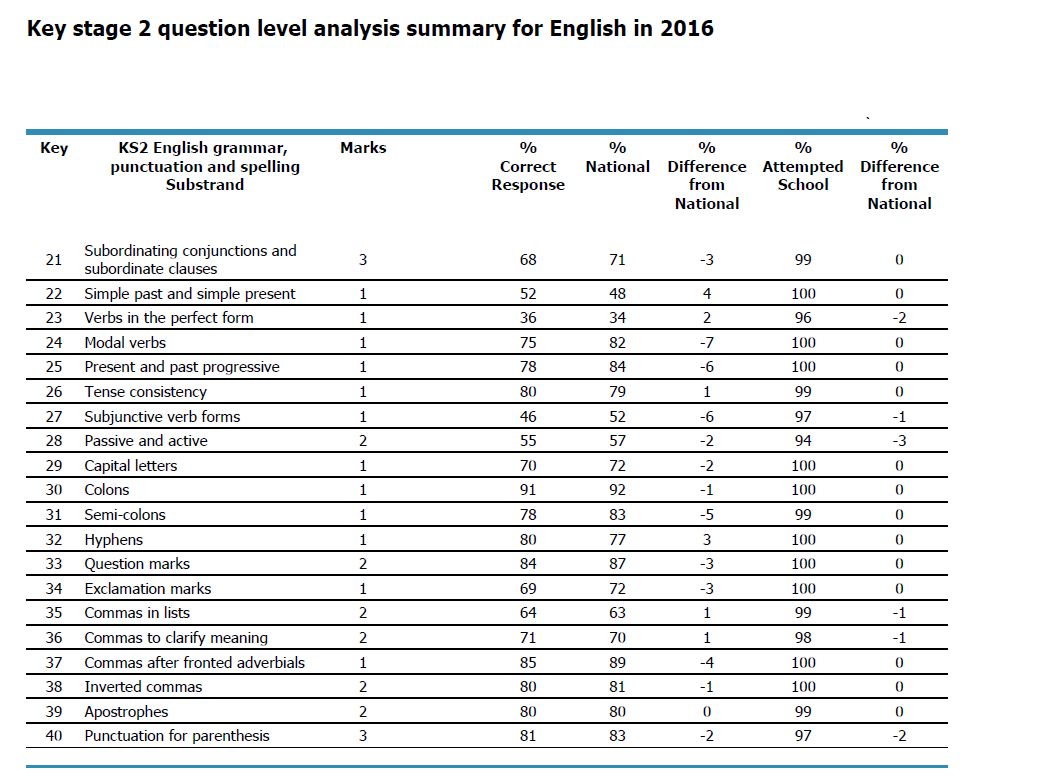 Key stage 2 question level analysis summary for English in 2016
`
Key KS2 English grammar, Marks % % % % %
punctuation and spelling Correct National Difference Attempted Difference
Substrand Response from School from
National National
21 Subordinating conjunctions and subordinate clauses 3 68 71 -3 99 0
22 Simple past and simple present 1 52 48 4 100 0
23 Verbs in the perfect form 1 36 34 2 96 -2
24 Modal verbs 1 75 82 -7 100 0
25 Present and past progressive 1 78 84 -6 100 0
26 Tense consistency 1 80 79 1 99 0
27 Subjunctive verb forms 1 46 52 -6 97 -1
28 Passive and active 2 55 57 -2 94 -3
29 Capital letters 1 70 72 -2 100 0
30 Colons 1 91 92 -1 100 0
31 Semi-colons 1 78 83 -5 99 0
32 Hyphens 1 80 77 3 100 0
33 Question marks 2 84 87 -3 100 0
34 Exclamation marks 1 69 72 -3 100 0
35 Commas in lists 2 64 63 1 99 -1
36 Commas to clarify meaning 2 71 70 1 98 -1
37 Commas after fronted adverbials 1 85 89 -4 100 0
38 Inverted commas 2 80 81 -1 100 0
39 Apostrophes 2 80 80 0 99 0
40 Punctuation for parenthesis 3 81 83 -2 97 -2